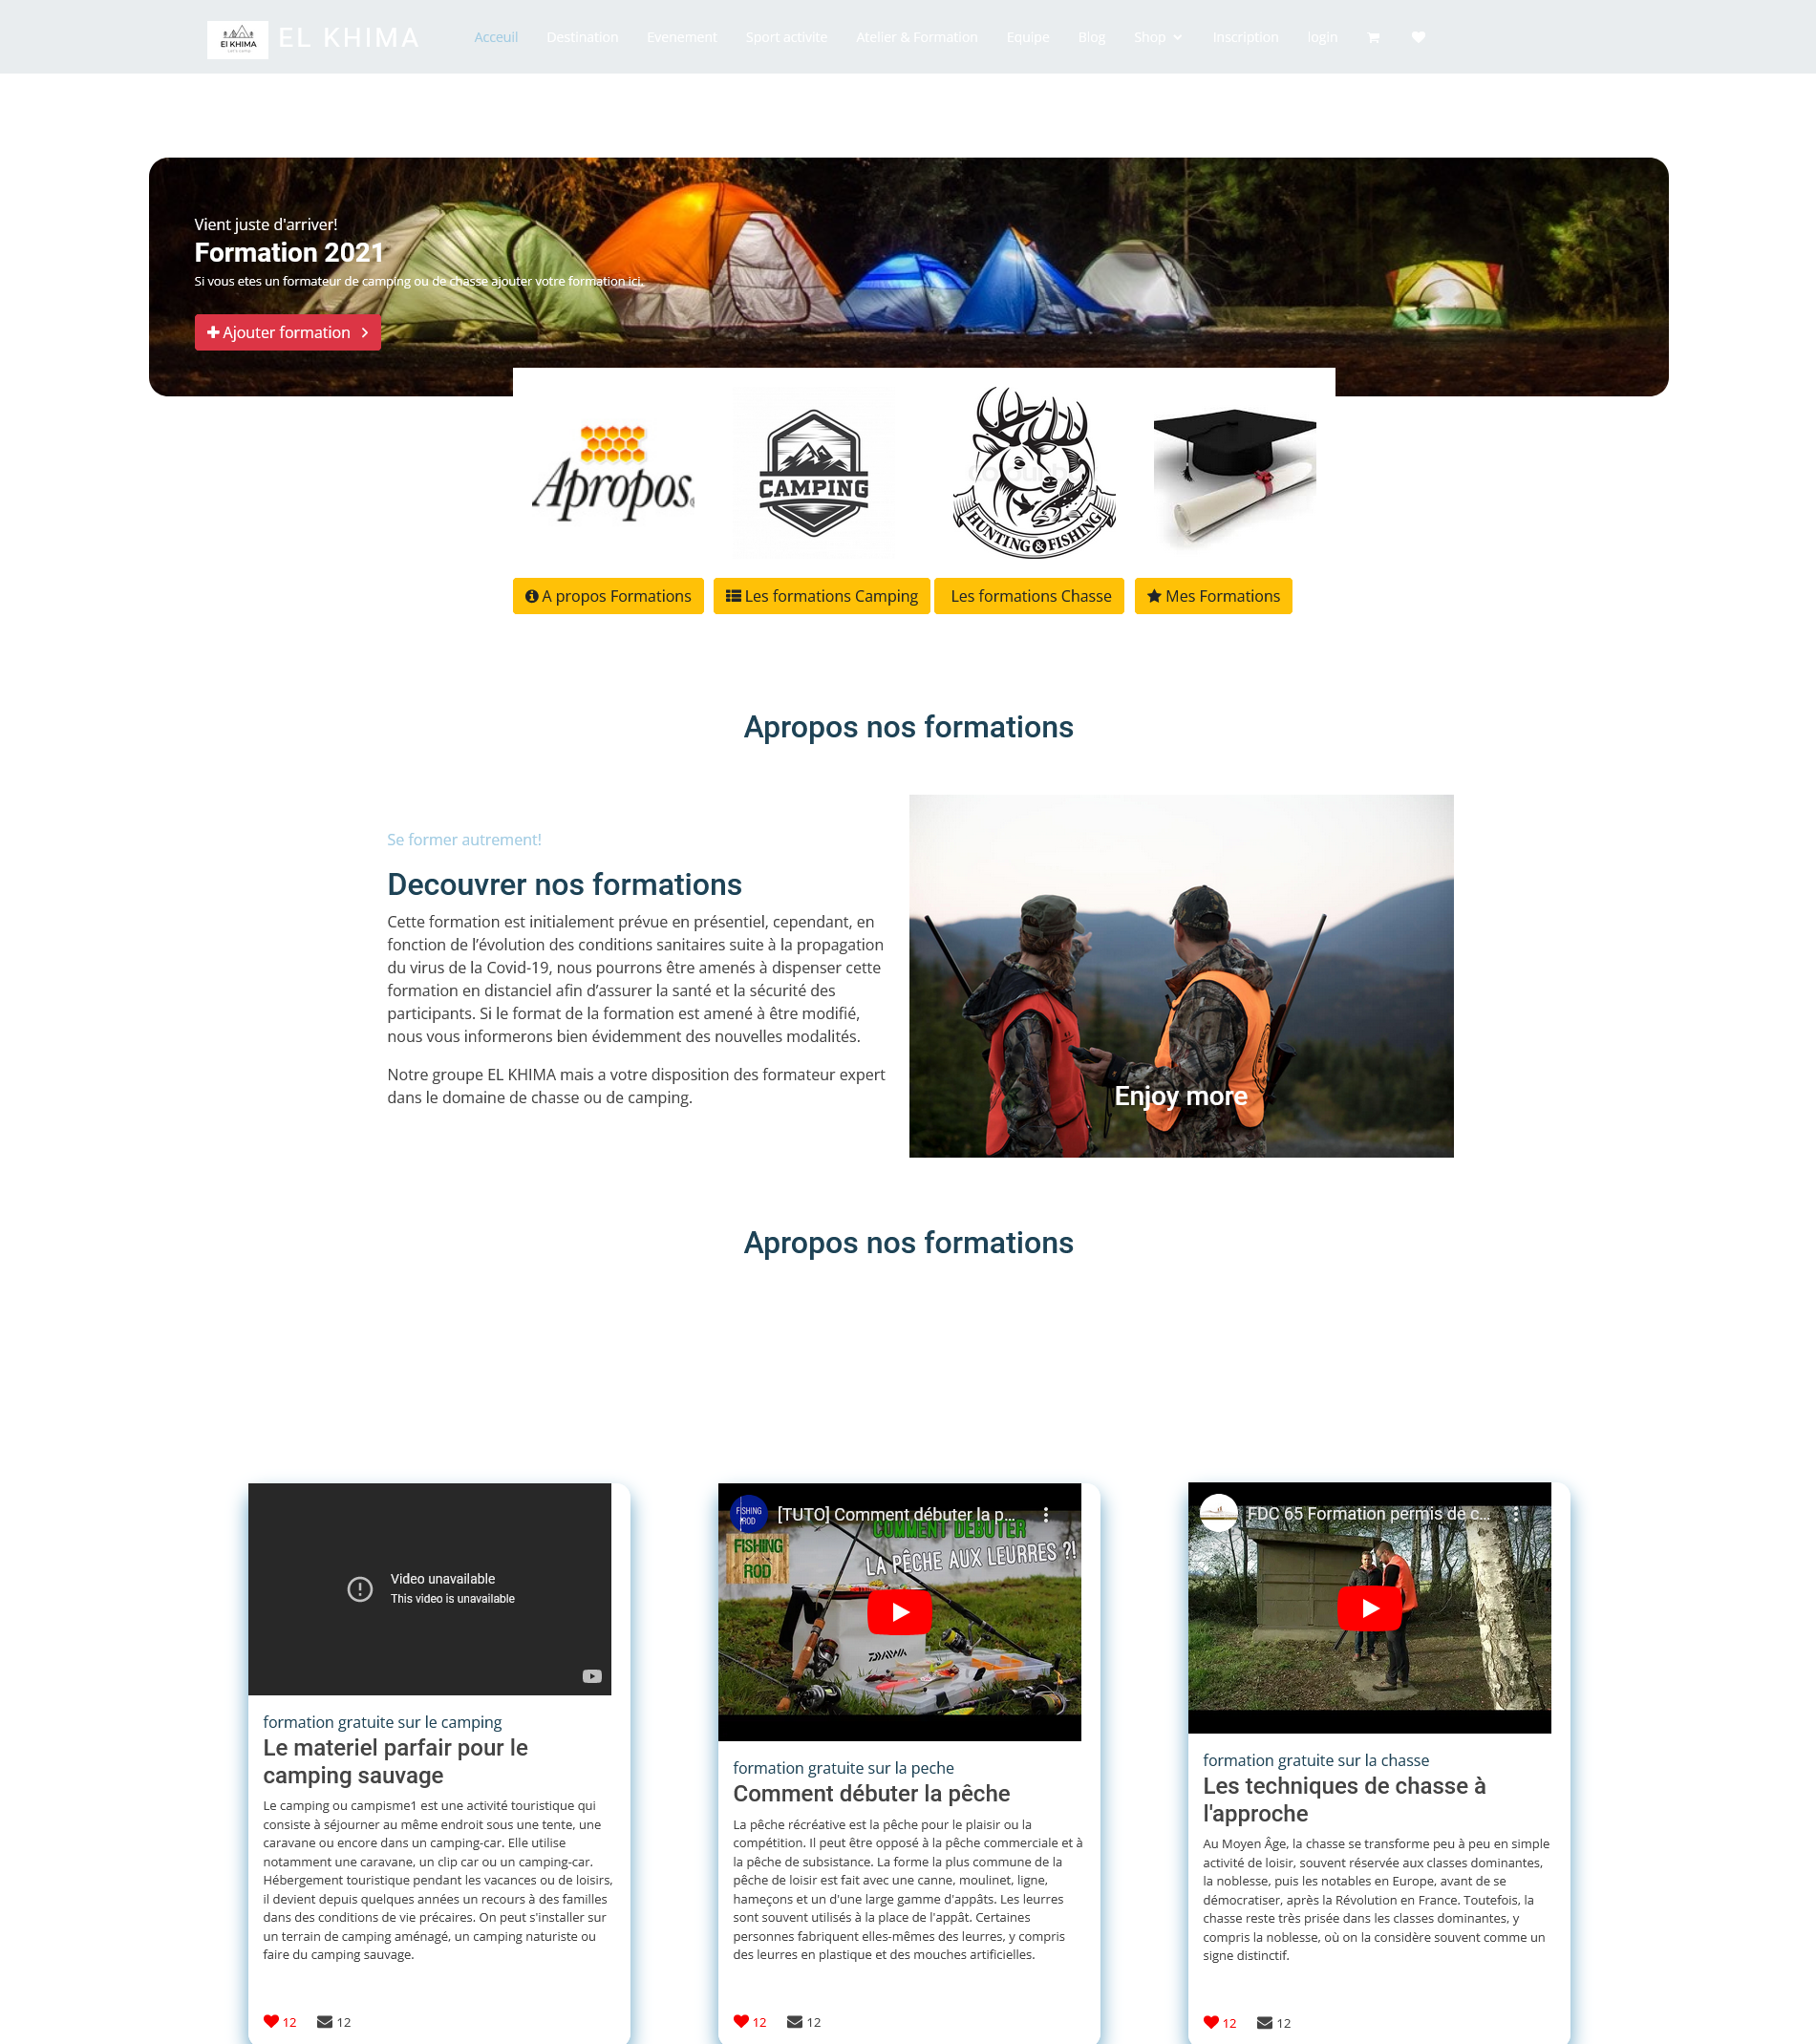 El KHIMA
EL KHIMA
Acceuil
Destination
Evenement
Sport activite
Atelier & Formation
Equipe
Blog
Shop
Inscription
login
Vient juste d'arriver!
Formation 2021
Si vous etes un formateur de camping ou de chasse ajouter votre formation ici.
Ajouter formation
Apropos
CAMPING
HUNTING & FISHING
A propos Formations
Les formations Camping
Les formations Chasse
Mes Formations
Apropos nos formations
Se former autrement!
Decouvrer nos formations
Cette formation est initialement prévue en présentiel, cependant, en
fonction de l’évolution des conditions sanitaires suite à la propagation
du virus de la Covid-19, nous pourrons être amenés à dispenser cette
formation en distanciel afin d’assurer la santé et la sécurité des
participants. Si le format de la formation est amené à être modifié,
nous vous informerons bien évidemment des nouvelles modalités.
Notre groupe EL KHIMA mais a votre disposition des formateur expert
dans le domaine de chasse ou de camping.
Enjoy more
Apropos nos formations
Video unavailable
This video is unavailable
formation gratuite sur le camping
Le materiel parfair pour le
camping sauvage
Le camping ou campisme1 est une activité touristique qui
consiste à séjourner au même endroit sous une tente, une
caravane ou encore dans un camping-car. Elle utilise
notamment une caravane, un clip car ou un camping-car.
Hébergement touristique pendant les vacances ou de loisirs,
il devient depuis quelques années un recours à des familles
dans des conditions de vie précaires. On peut s'installer sur
un terrain de camping aménagé, un camping naturiste ou
faire du camping sauvage.
12
12
FISHING
ROD
[TUTO] Comment débuter la p...
COMMENT DEBUTER
LA PÊCHE AUX LEURRES ?!
FISHING
ROD
DAIWA
formation gratuite sur la peche
Comment débuter la pêche
La pêche récréative est la pêche pour le plaisir ou la
compétition. Il peut être opposé à la pêche commerciale et à
la pêche de subsistance. La forme la plus commune de la
pêche de loisir est fait avec une canne, moulinet, ligne,
hameçons et un d'une large gamme d'appâts. Les leurres
sont souvent utilisés à la place de l'appât. Certaines
personnes fabriquent elles-mêmes des leurres, y compris
des leurres en plastique et des mouches artificielles.
12
12
FDC 65 Formation permis de c...
formation gratuite sur la chasse
Les techniques de chasse à
l'approche
Au Moyen Âge, la chasse se transforme peu à peu en simple
activité de loisir, souvent réservée aux classes dominantes,
la noblesse, puis les notables en Europe, avant de se
démocratiser, après la Révolution en France. Toutefois, la
chasse reste très prisée dans les classes dominantes, y
compris la noblesse, où on la considère souvent comme un
signe distinctif.
12
12